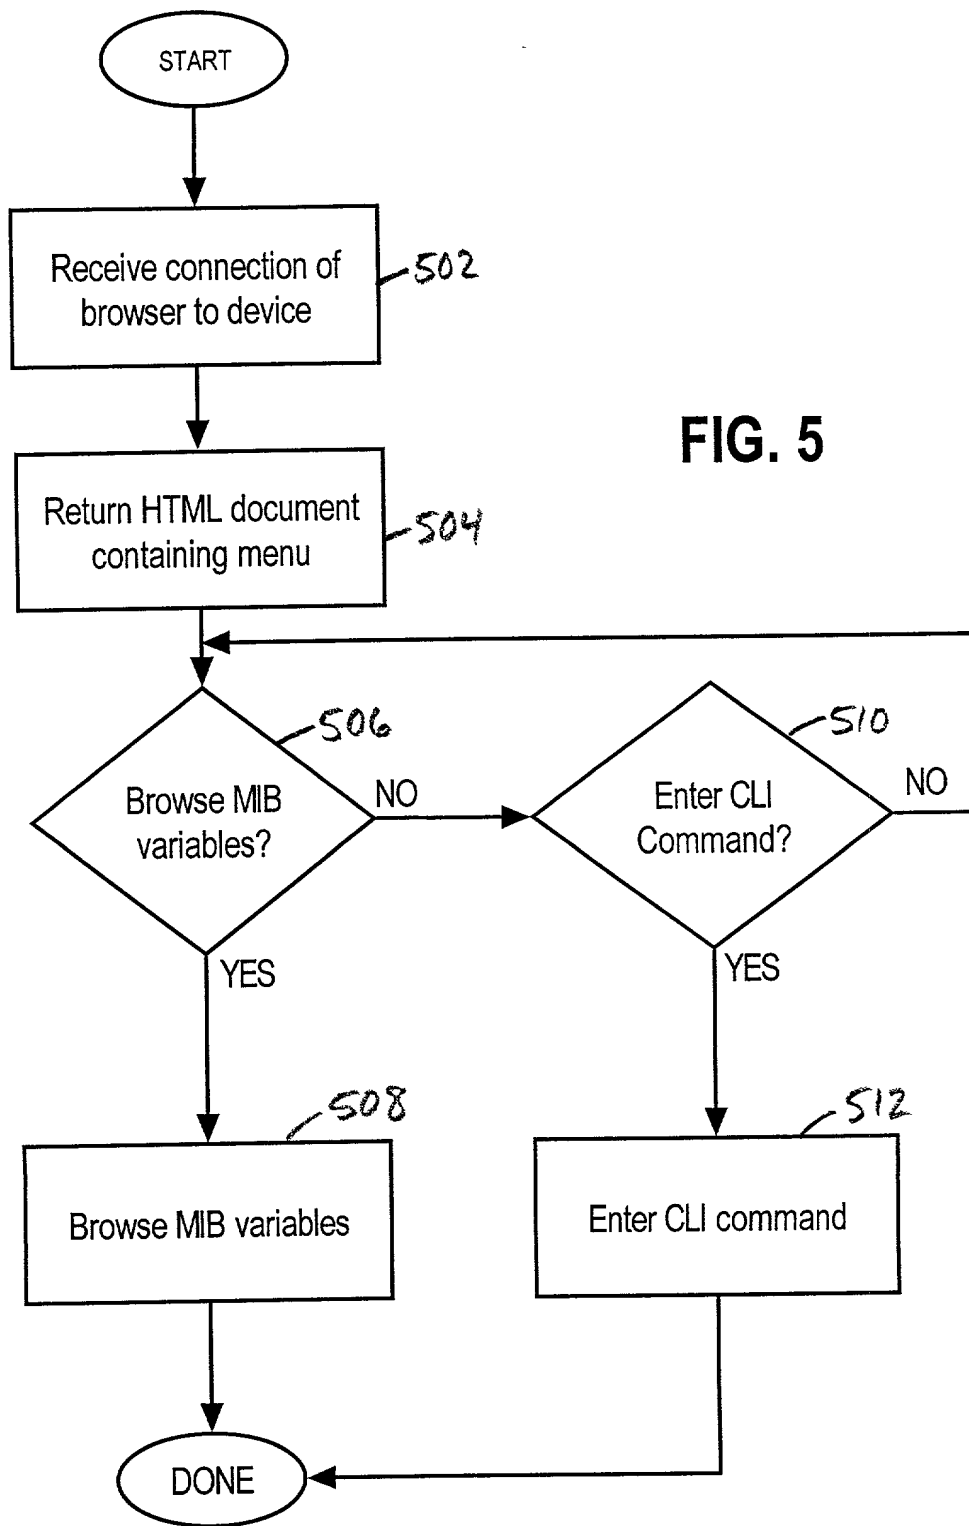 START
Receive connection of
browser to device
502
FIG. 5
Return HTML document
containing menu
504
506
Browse MIB
variables?
NO
YES
510
Enter CLI
Command?
NO
YES
508
Browse MIB variables
512
Enter CLI command
DONE